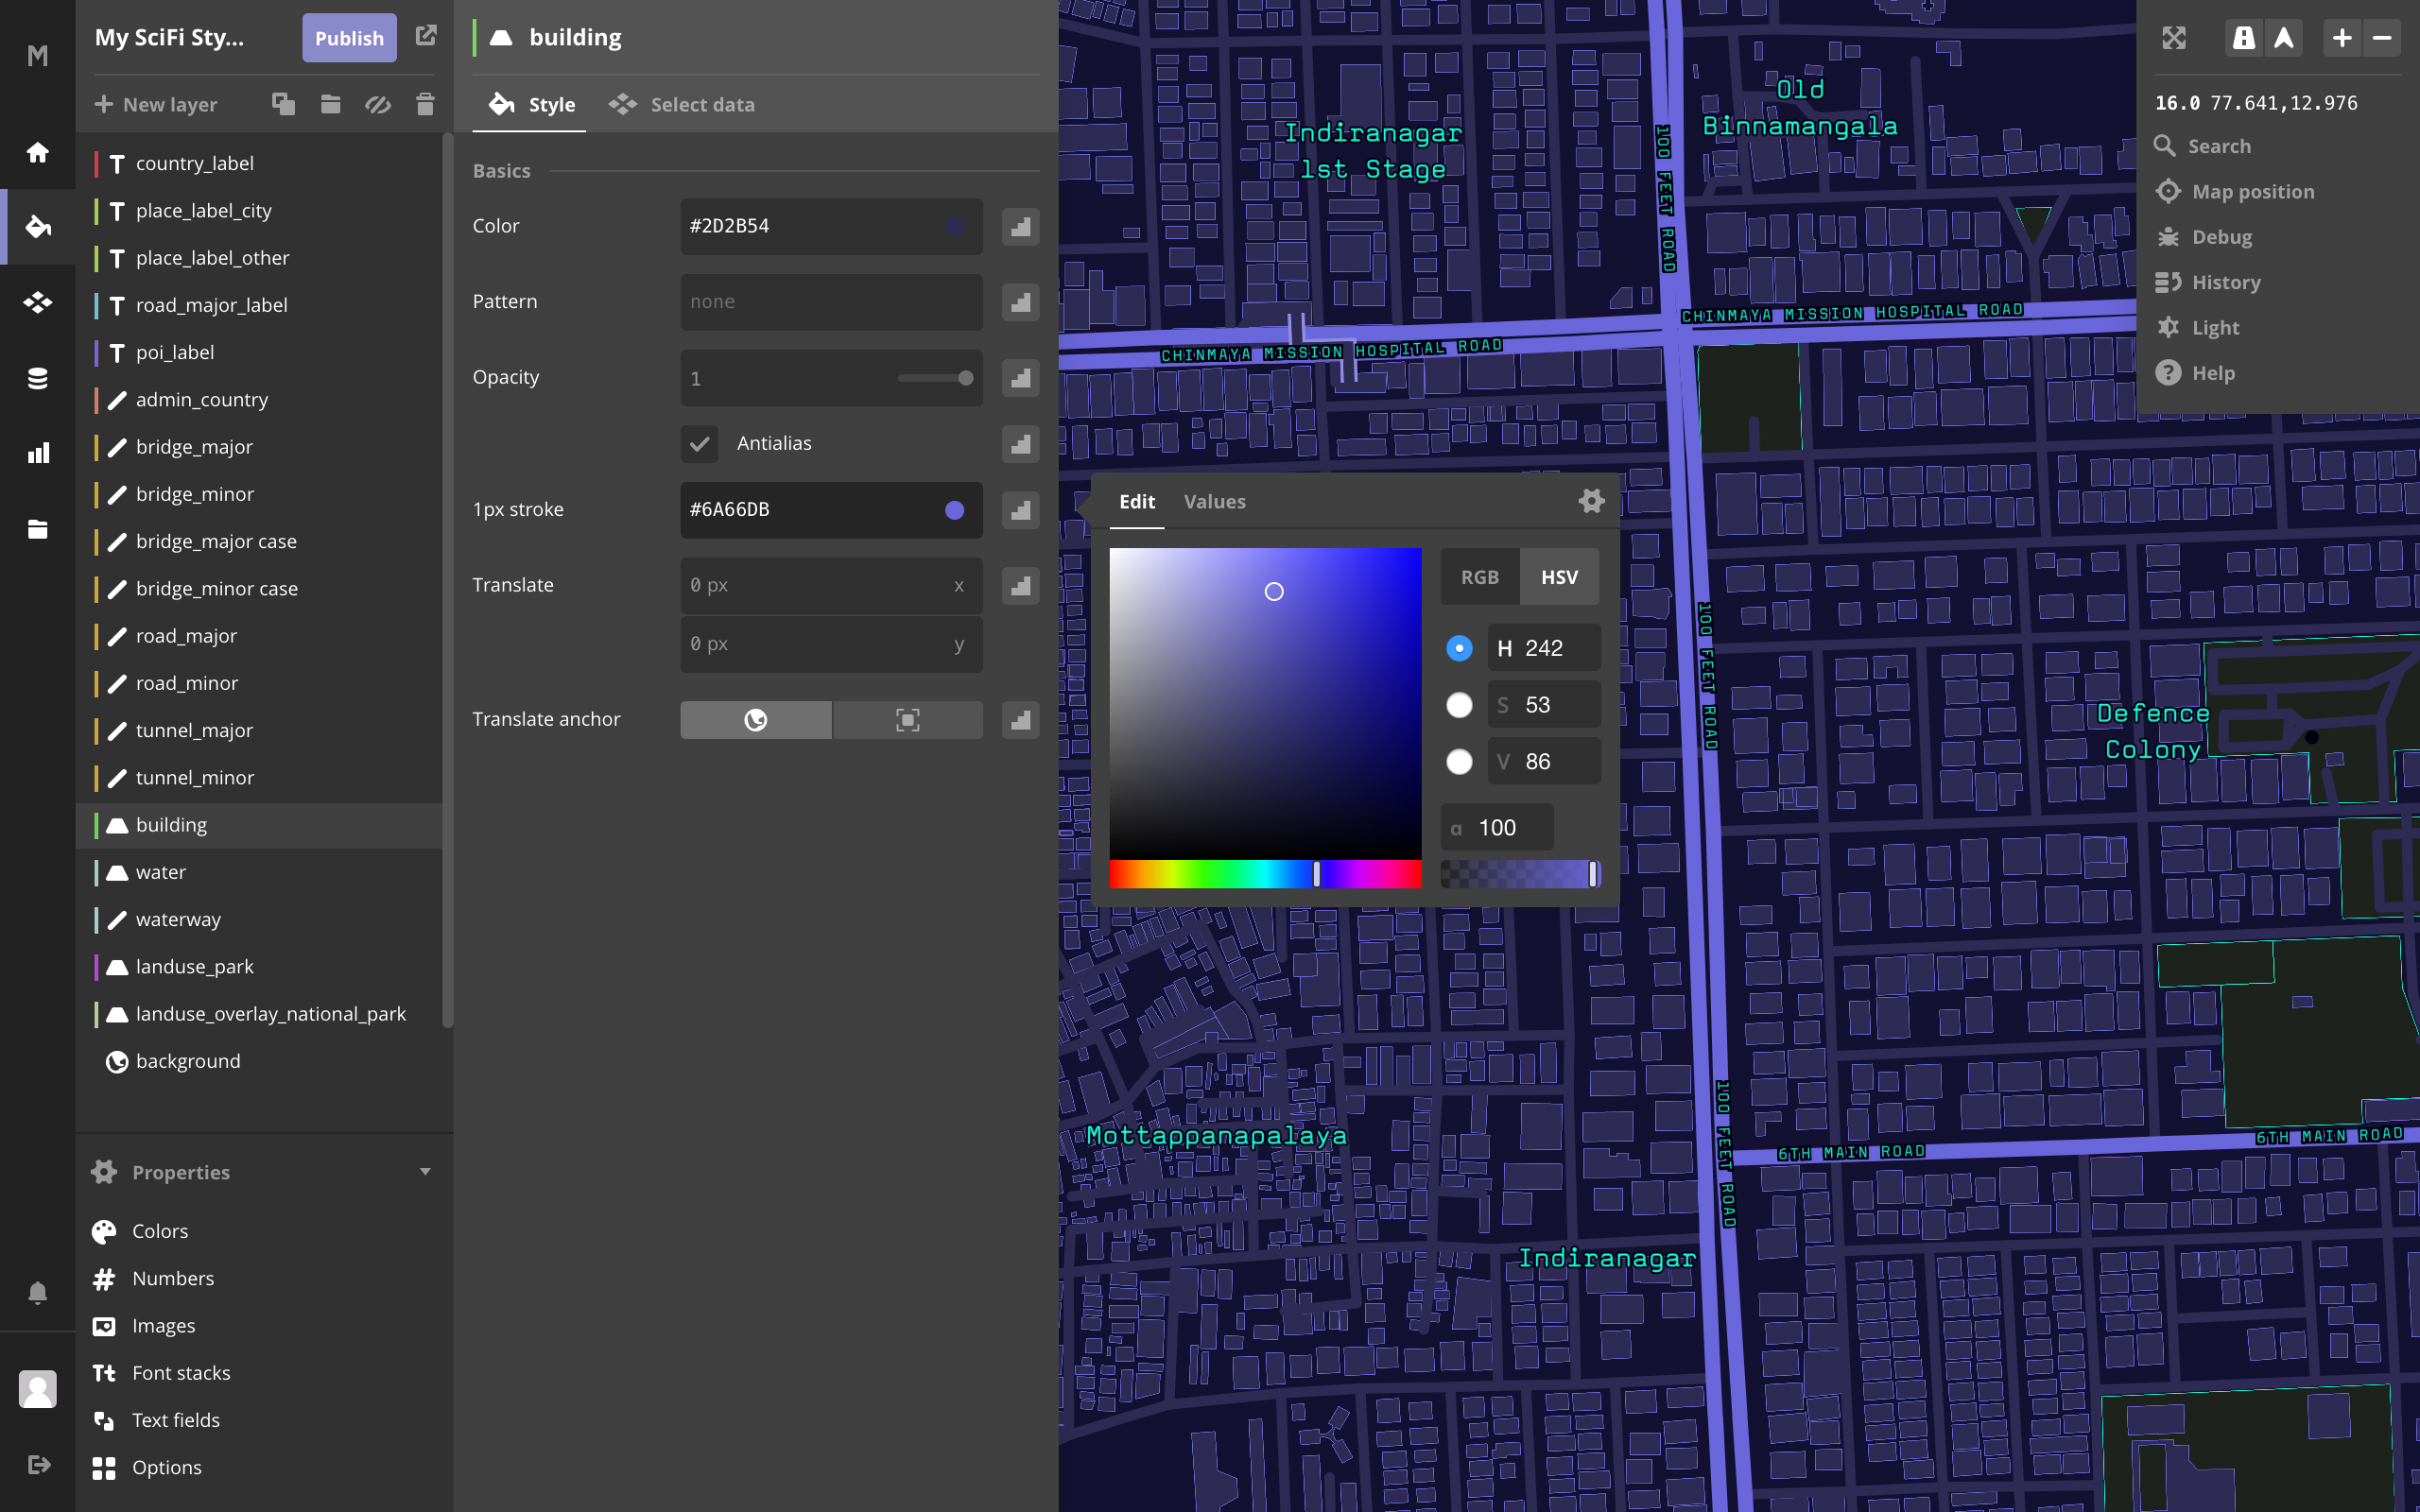 M
My SciFi Sty...
Publish
New layer
country_label
place_label_city
place_label_other
road_major_label
poi_label
admin_country
bridge_major
bridge_minor
bridge_major case
bridge_minor case
road_major
road_minor
tunnel_major
tunnel_minor
building
water
waterway
landuse_park
landuse_overlay_national_park
background
Properties
Colors
Numbers
Images
Font stacks
Text fields
Options
building
Style
Select data
Basics
Color
#2D2B54
Pattern
none
Opacity
1
Antialias
1px stroke
#6A66DB
Translate
0 px x
0 px y
Translate anchor
Edit
Values
RGB
HSV
H 242
S 53
V 86
α 100
Indiranagar
1st Stage
Old
Binnamangala
100 FEET ROAD
CHINMAYA MISSION HOSPITAL ROAD
CHINMAYA MISSION HOSPITAL ROAD
100 FEET ROAD
Defence
Colony
Mottappanapalaya
100 FEET ROAD
6TH MAIN ROAD
6TH MAIN ROAD
Indiranagar
16.0 77.641,12.976
Search
Map position
Debug
History
Light
Help